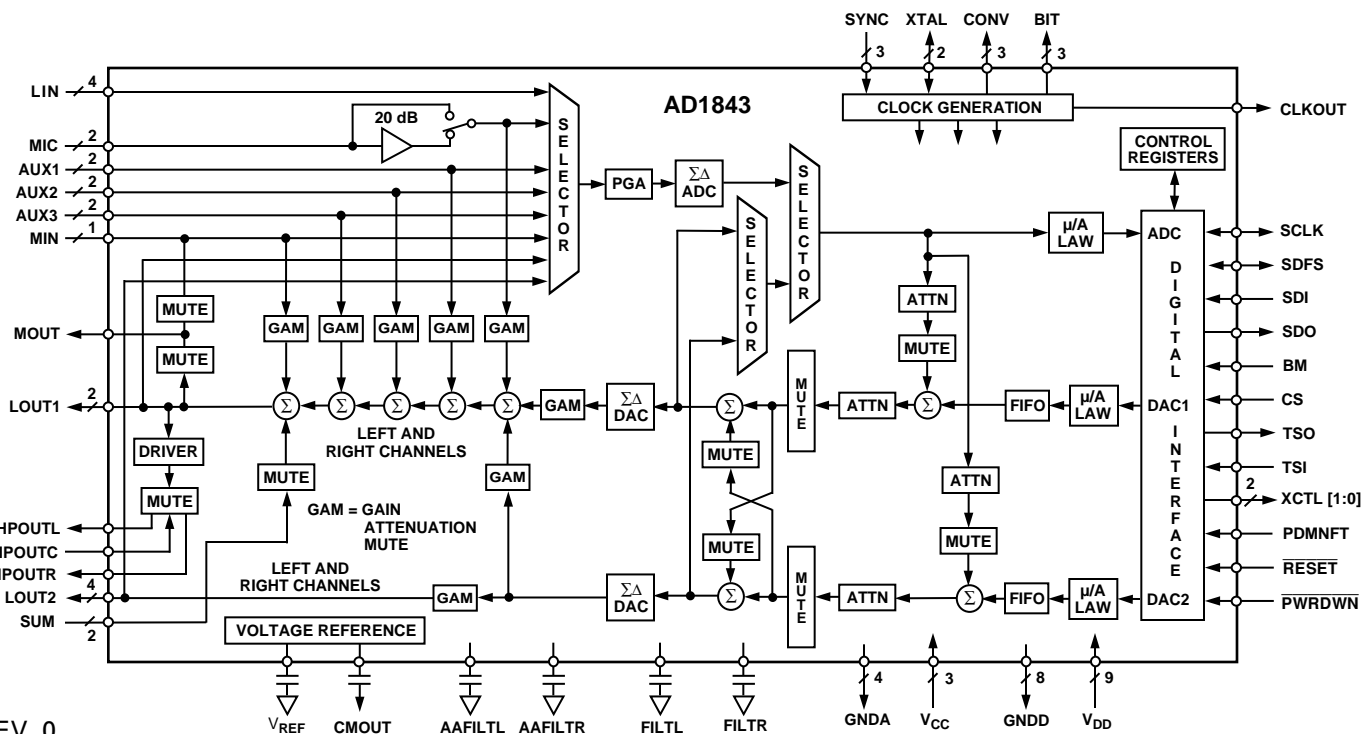 SYNC XTAL CONV BIT
3 2 3 3
LIN 4
AD1843
CLOCK GENERATION
CLKOUT
20 dB
MIC 2
CONTROL
REGISTERS
AUX1 2
AUX2 2
AUX3 2
MIN 1
SELECTOR
PGA
ΣΔ
ADC
SELECTOR
SELECTOR
µ/A
LAW
ADC
DIGITAL
INTERFACE
SCLK
SDFS
SDI
SDO
BM
CS
TSO
TSI
2
XCTL [1:0]
PDMNFT
RESET
PWRDWN
MUTE
MOUT
MUTE
GAM GAM GAM GAM GAM
ATTN
MUTE
LOUT1 2
Σ Σ Σ Σ Σ
GAM
ΣΔ
DAC
Σ
MUTE
ATTN
Σ
FIFO
µ/A
LAW
DAC1
LEFT AND
RIGHT CHANNELS
DRIVER
MUTE
MUTE
GAM
MUTE
ATTN
GAM = GAIN
ATTENUATION
MUTE
MUTE
MUTE
HPOUTL
HPOUTR
LEFT AND
RIGHT CHANNELS
LOUT2 4
GAM
ΣΔ
DAC
Σ
MUTE
ATTN
Σ
FIFO
µ/A
LAW
DAC2
SUM 2
VOLTAGE REFERENCE
4 3 8 9
VREF CMOUT AAFILTL AAFILTR FILTL FILTR GNDA VCC GNDD VDD